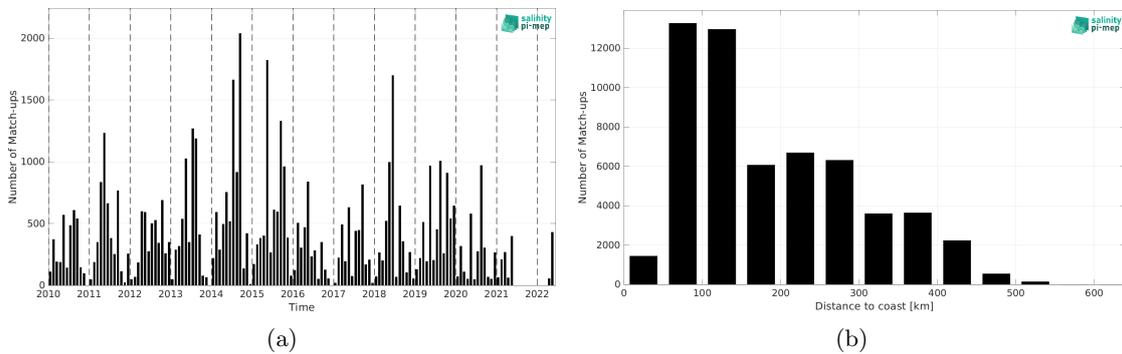 salinity
pi-mep
2000
1500
1000
500
0
Number of Match-ups
2010 2011 2012 2013 2014 2015 2016 2017 2018 2019 2020 2021 2022
Time
(a)
salinity
pi-mep
12000
10000
8000
6000
4000
2000
0
Number of Match-ups
0 100 200 300 400 500 600
Distance to coast [km]
(b)